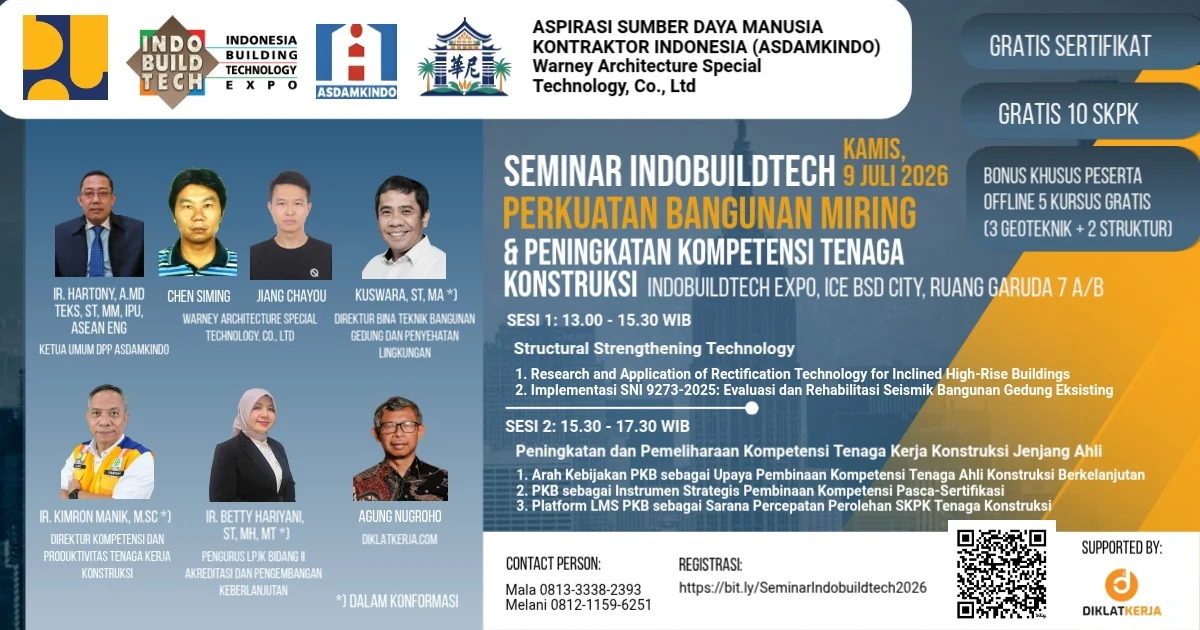 INDO
BUILD
TECH
INDONESIA
BUILDING
TECHNOLOGY
EXPO
ASDAMKINDO
華尼
ASPIRASI SUMBER DAYA MANUSIA
KONTRAKTOR INDONESIA (ASDAMKINDO)
Warney Architecture Special
Technology, Co., Ltd
GRATIS SERTIFIKAT
GRATIS 10 SKPK
BONUS KHUSUS PESERTA
OFFLINE 5 KURSUS GRATIS
(3 GEOTEKNIK + 2 STRUKTUR)
IR. HARTONY, A.MD
TEKS, ST, MM, IPU,
ASEAN ENG
KETUA UMUM DPP ASDAMKINDO
CHEN SIMING
JIANG CHAYOU
WARNEY ARCHITECTURE SPECIAL
TECHNOLOGY, CO., LTD
KUSWARA, ST, MA *)
DIREKTUR BINA TEKNIK BANGUNAN
GEDUNG DAN PENYEHATAN
LINGKUNGAN
IR. KIMRON MANIK, M.SC *)
DIREKTUR KOMPETENSI DAN
PRODUKTIVITAS TENAGA KERJA
KONSTRUKSI
IR. BETTY HARIYANI,
ST, MH, MT *)
PENGURUS LPJK BIDANG II
AKREDITASI DAN PENGEMBANGAN
KEBERLANJUTAN
AGUNG NUGROHO
DIKLATKERJA.COM
*) DALAM KONFORMASI
SEMINAR INDOBUILDTECH
KAMIS,
9 JULI 2026
PERKUATAN BANGUNAN MIRING
& PENINGKATAN KOMPETENSI TENAGA
KONSTRUKSI INDOBUILDTECH EXPO, ICE BSD CITY, RUANG GARUDA 7 A/B
SESI 1: 13.00 - 15.30 WIB
Structural Strengthening Technology
1. Research and Application of Rectification Technology for Inclined High-Rise Buildings
2. Implementasi SNI 9273-2025: Evaluasi dan Rehabilitasi Seismik Bangunan Gedung Eksisting
SESI 2: 15.30 - 17.30 WIB
Peningkatan dan Pemeliharaan Kompetensi Tenaga Kerja Konstruksi Jenjang Ahli
1. Arah Kebijakan PKB sebagai Upaya Pembinaan Kompetensi Tenaga Ahli Konstruksi Berkelanjutan
2. PKB sebagai Instrumen Strategis Pembinaan Kompetensi Pasca-Sertifikasi
3. Platform LMS PKB sebagai Sarana Percepatan Perolehan SKPK Tenaga Konstruksi
CONTACT PERSON:
Mala 0813-3338-2393
Melani 0812-1159-6251
REGISTRASI:
https://bit.ly/SeminarIndobuildtech2026
SUPPORTED BY:
DIKLATKERJA